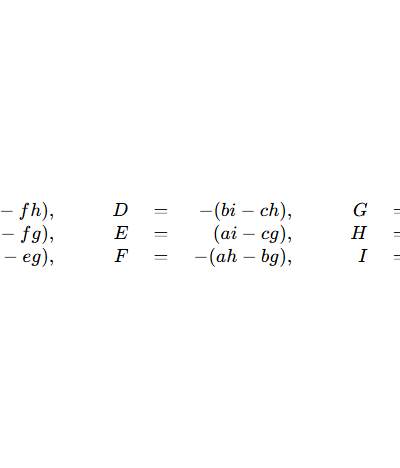 − fh), D = −(bi − ch), G =
− fg), E = (ai − cg), H =
− eg), F = −(ah − bg), I =